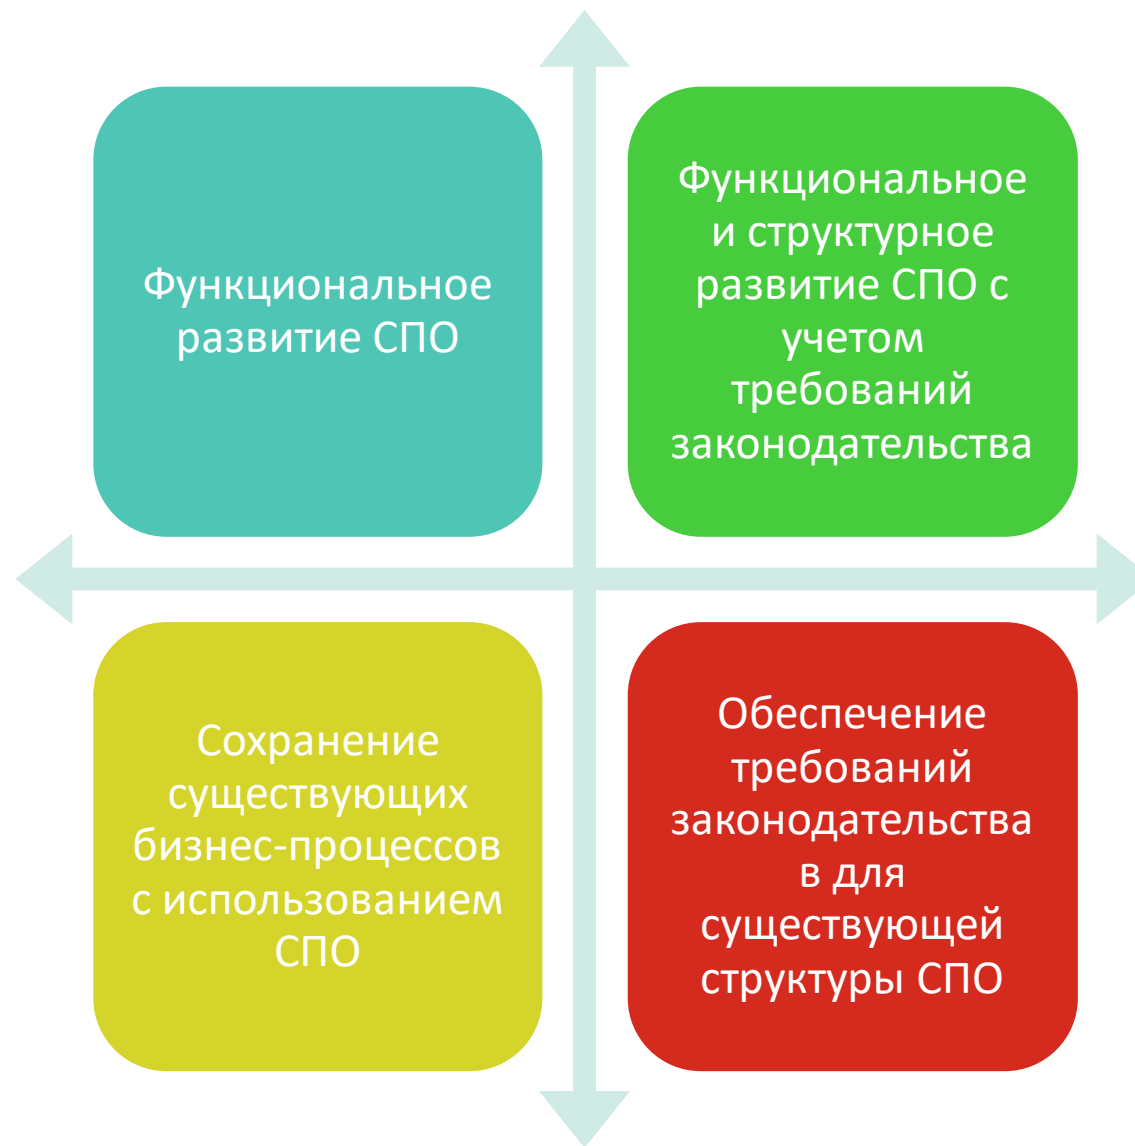 Функциональное
развитие СПО
Функциональное
и структурное
развитие СПО с
учетом
требований
законодательства
Сохранение
существующих
бизнес-процессов
с использованием
СПО
Обеспечение
требований
законодательства
в для
существующей
структуры СПО